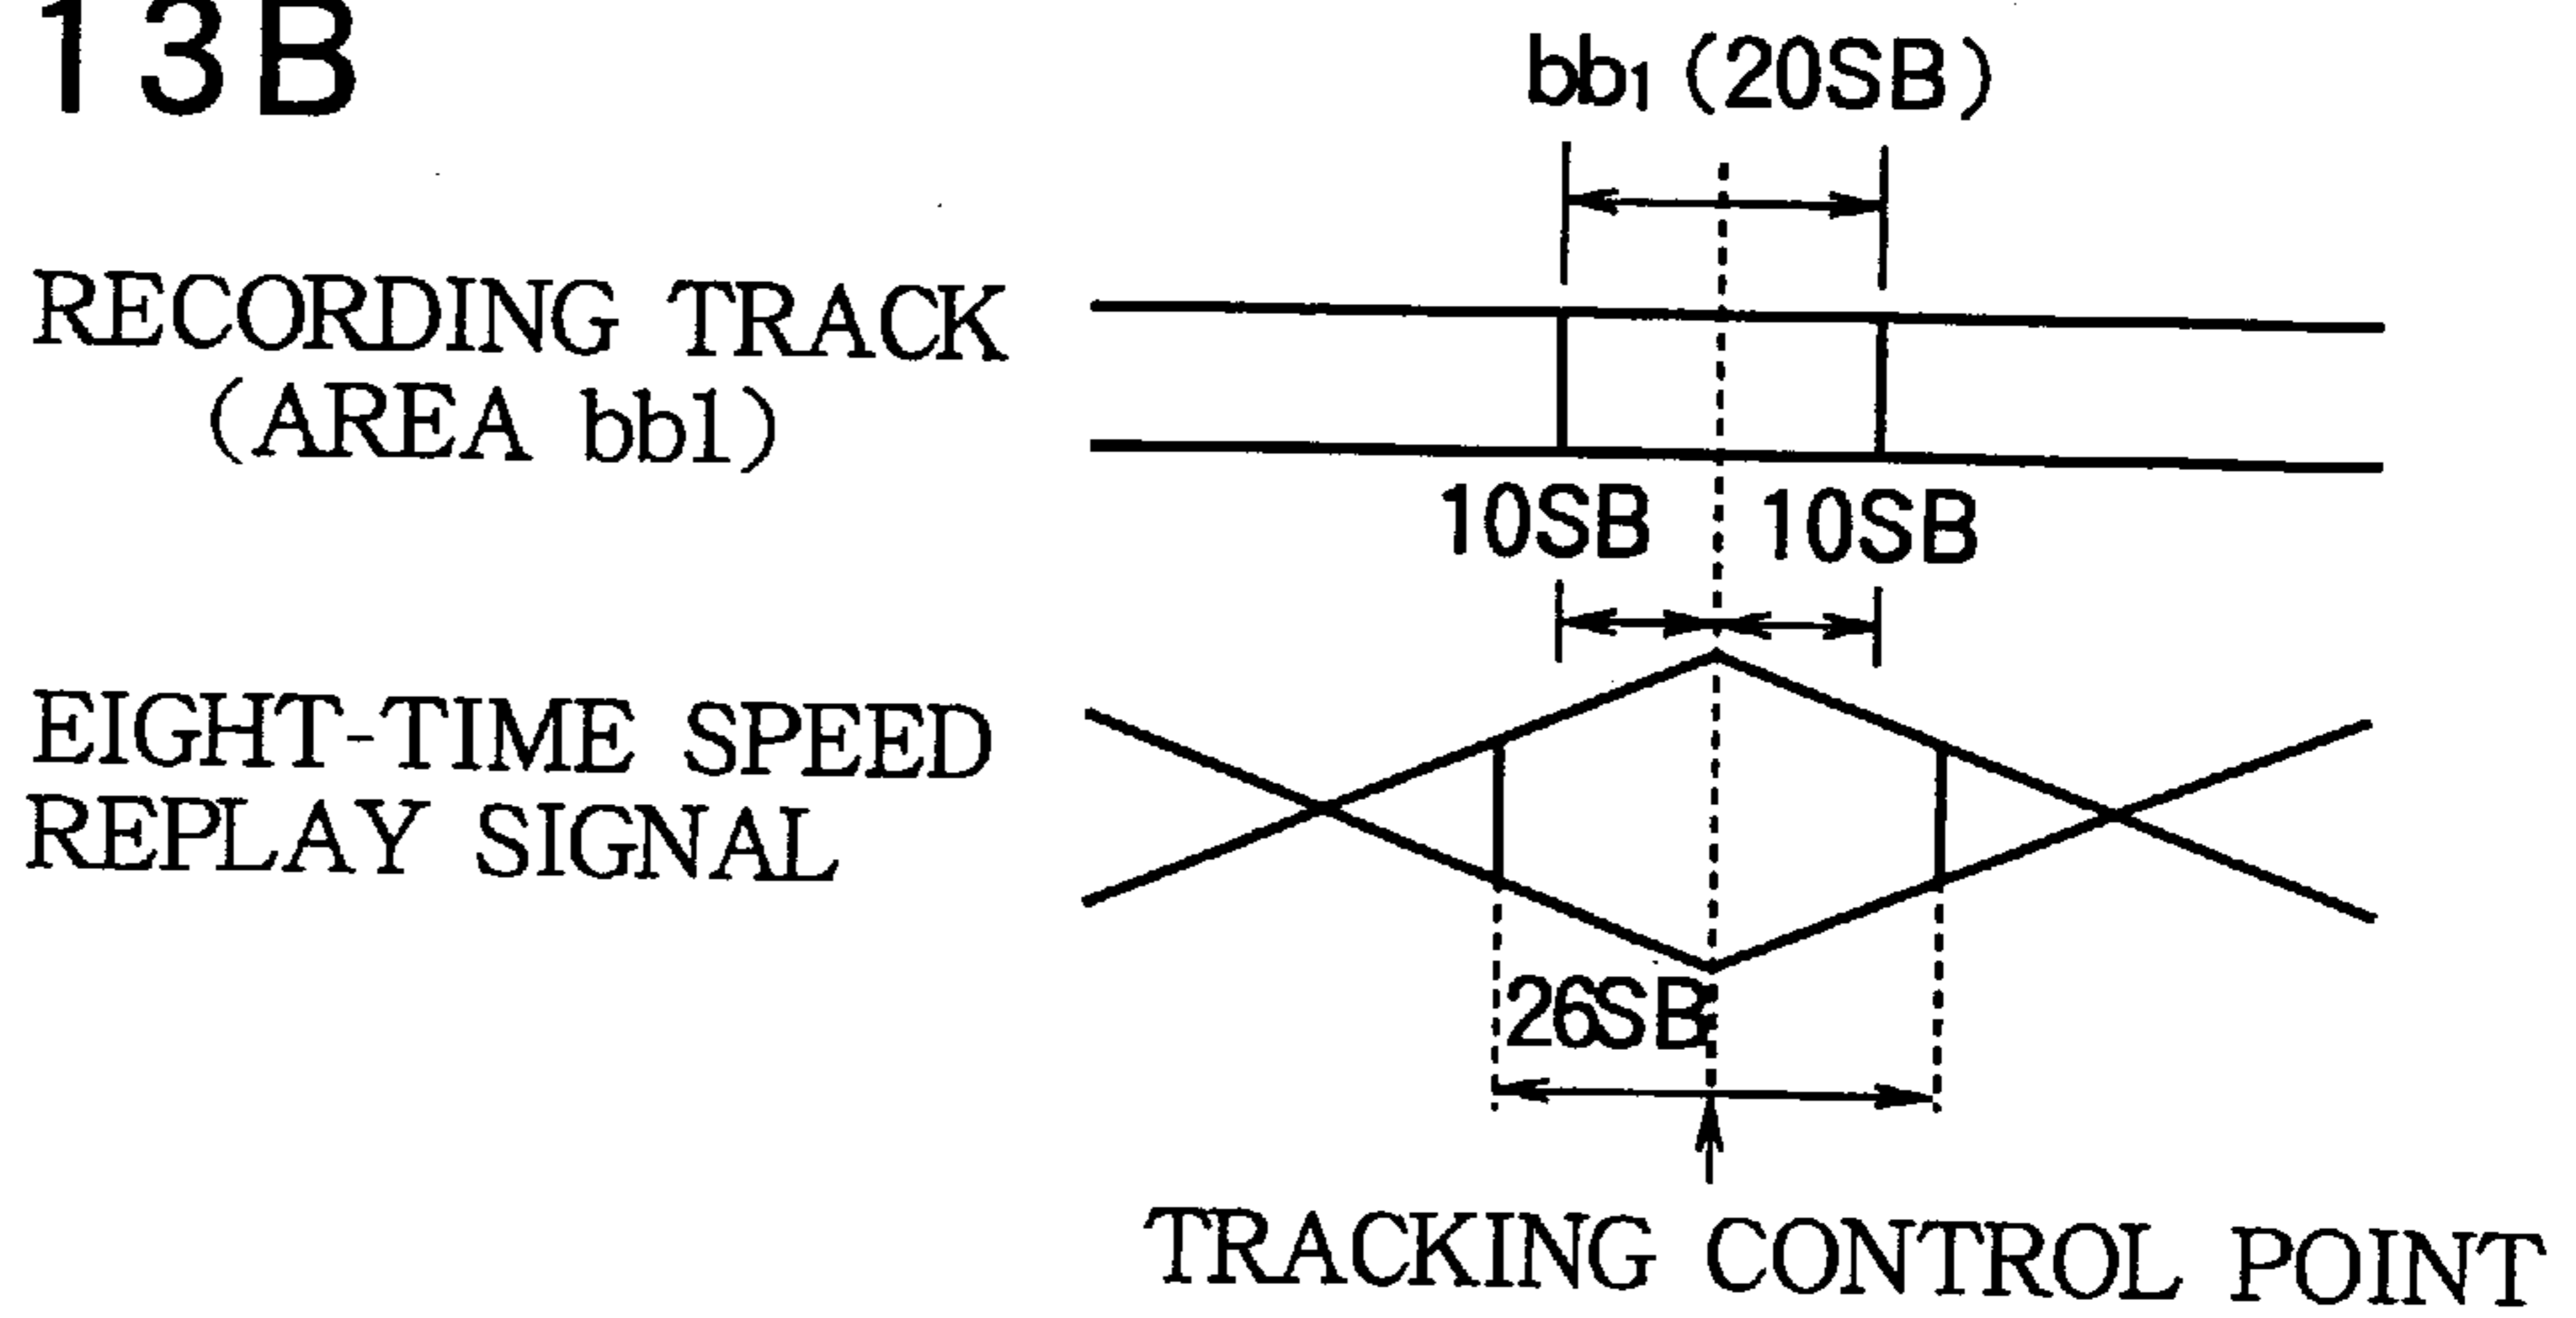 13B
bb1 (20SB)
RECORDING TRACK
(AREA bb1)
10SB 10SB
EIGHT-TIME SPEED
REPLAY SIGNAL
26SB
TRACKING CONTROL POINT